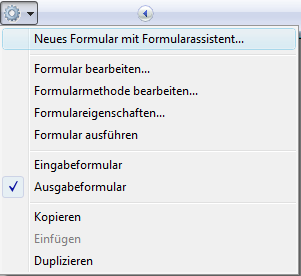 Neues Formular mit Formularassistent...
Formular bearbeiten...
Formularmethode bearbeiten...
Formulareigenschaften...
Formular ausführen
Eingabeformular
Ausgabeformular
Kopieren
Einfügen
Duplizieren